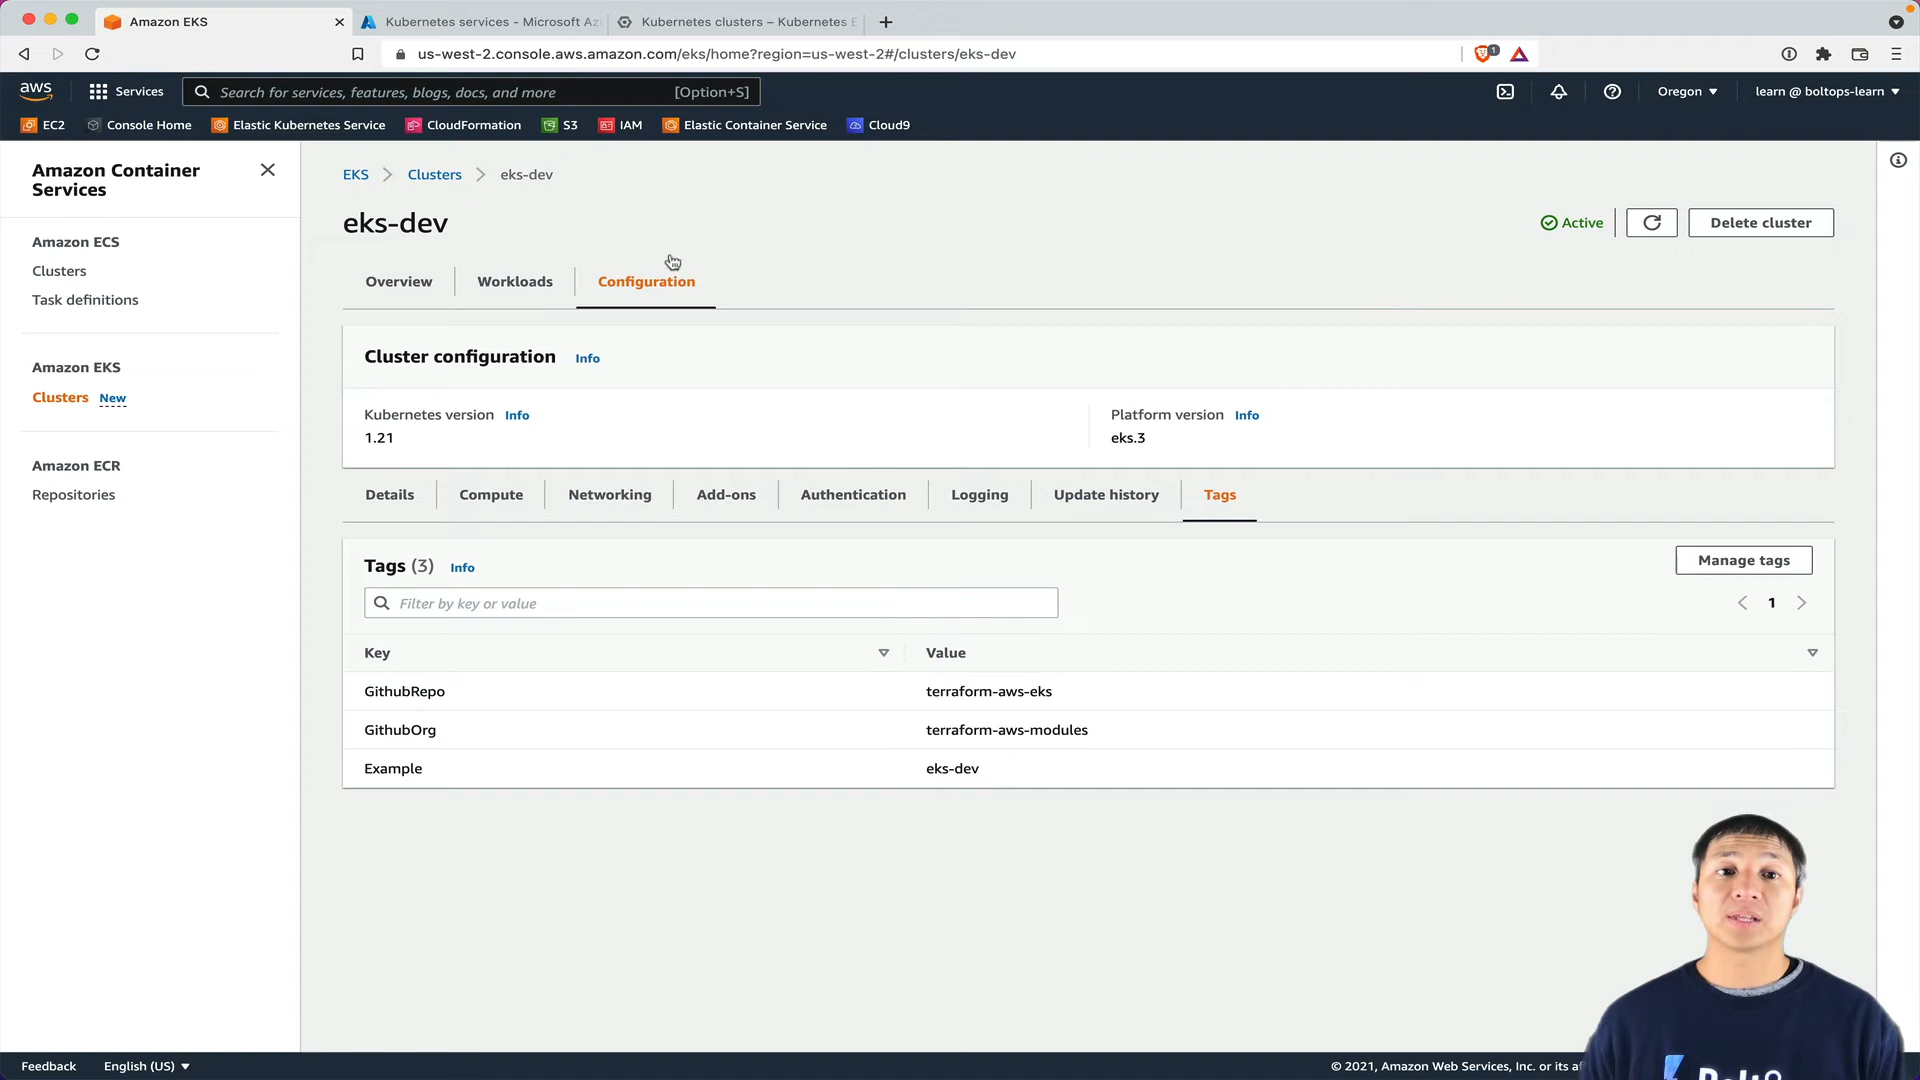 Amazon EKS
Kubernetes services - Microsoft Az
Kubernetes clusters – Kubernetes E
us-west-2.console.aws.amazon.com/eks/home?region=us-west-2#/clusters/eks-dev
1
aws
Services
Search for services, features, blogs, docs, and more
[Option+S]
Oregon
learn @ boltops-learn
EC2
Console Home
Elastic Kubernetes Service
CloudFormation
S3
IAM
Elastic Container Service
Cloud9
Amazon Container
Services
Amazon ECS
Clusters
Task definitions
Amazon EKS
Clusters New
Amazon ECR
Repositories
EKS
Clusters
eks-dev
eks-dev
Active
Delete cluster
Overview
Workloads
Configuration
Cluster configuration Info
Kubernetes version Info
1.21
Platform version Info
eks.3
Details
Compute
Networking
Add-ons
Authentication
Logging
Update history
Tags
Tags (3) Info
Manage tags
Filter by key or value
1
Key
Value
GithubRepo
terraform-aws-eks
GithubOrg
terraform-aws-modules
Example
eks-dev
Feedback
English (US)
© 2021, Amazon Web Services, Inc. or its